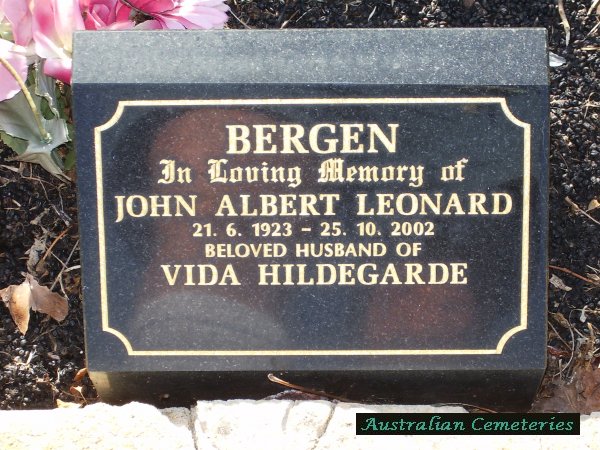 BERGEN
In Loving Memory of
JOHN ALBERT LEONARD
21. 6. 1923 - 25. 10. 2002
BELOVED HUSBAND OF
VIDA HILDEGARDE
Australian Cemeteries